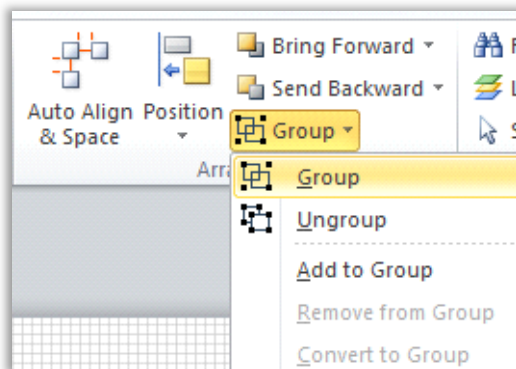 Bring Forward
Send Backward
Auto Align & Space
Position
Group
Group
Ungroup
Add to Group
Remove from Group
Convert to Group